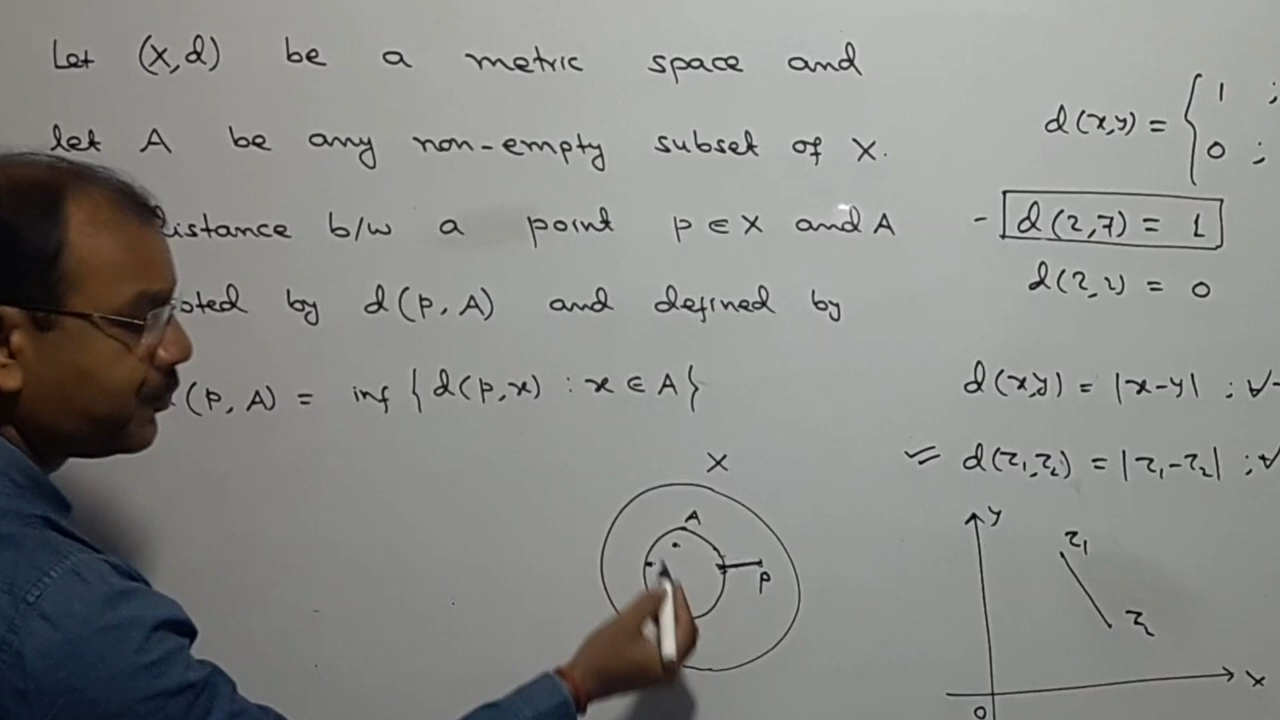 Let (X,d) be a metric space and
let A be any non-empty subset of X.
istance b/w a point p ∈ X and A
oted by d(p, A) and defined by
(p, A) = inf { d(p,x) : x ∈ A }
X
A
p
d(x,y) = { 1 ;
0 ;
- d(2,7) = 1
d(2,2) = 0
d(x,y) = |x-y| ; ∀
= d(z₁,z₂) = |z₁-z₂| ; ∀
y
z₁
z₂
x
0